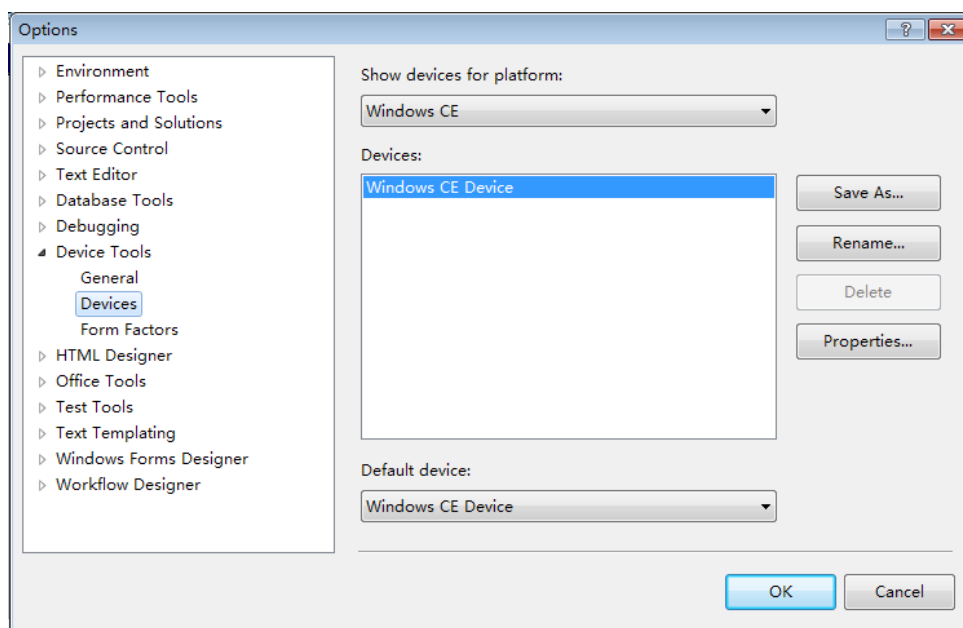 Options
Environment
Performance Tools
Projects and Solutions
Source Control
Text Editor
Database Tools
Debugging
Device Tools
General
Devices
Form Factors
HTML Designer
Office Tools
Test Tools
Text Templating
Windows Forms Designer
Workflow Designer
Show devices for platform:
Windows CE
Devices:
Windows CE Device
Save As...
Rename...
Delete
Properties...
Default device:
Windows CE Device
OK
Cancel